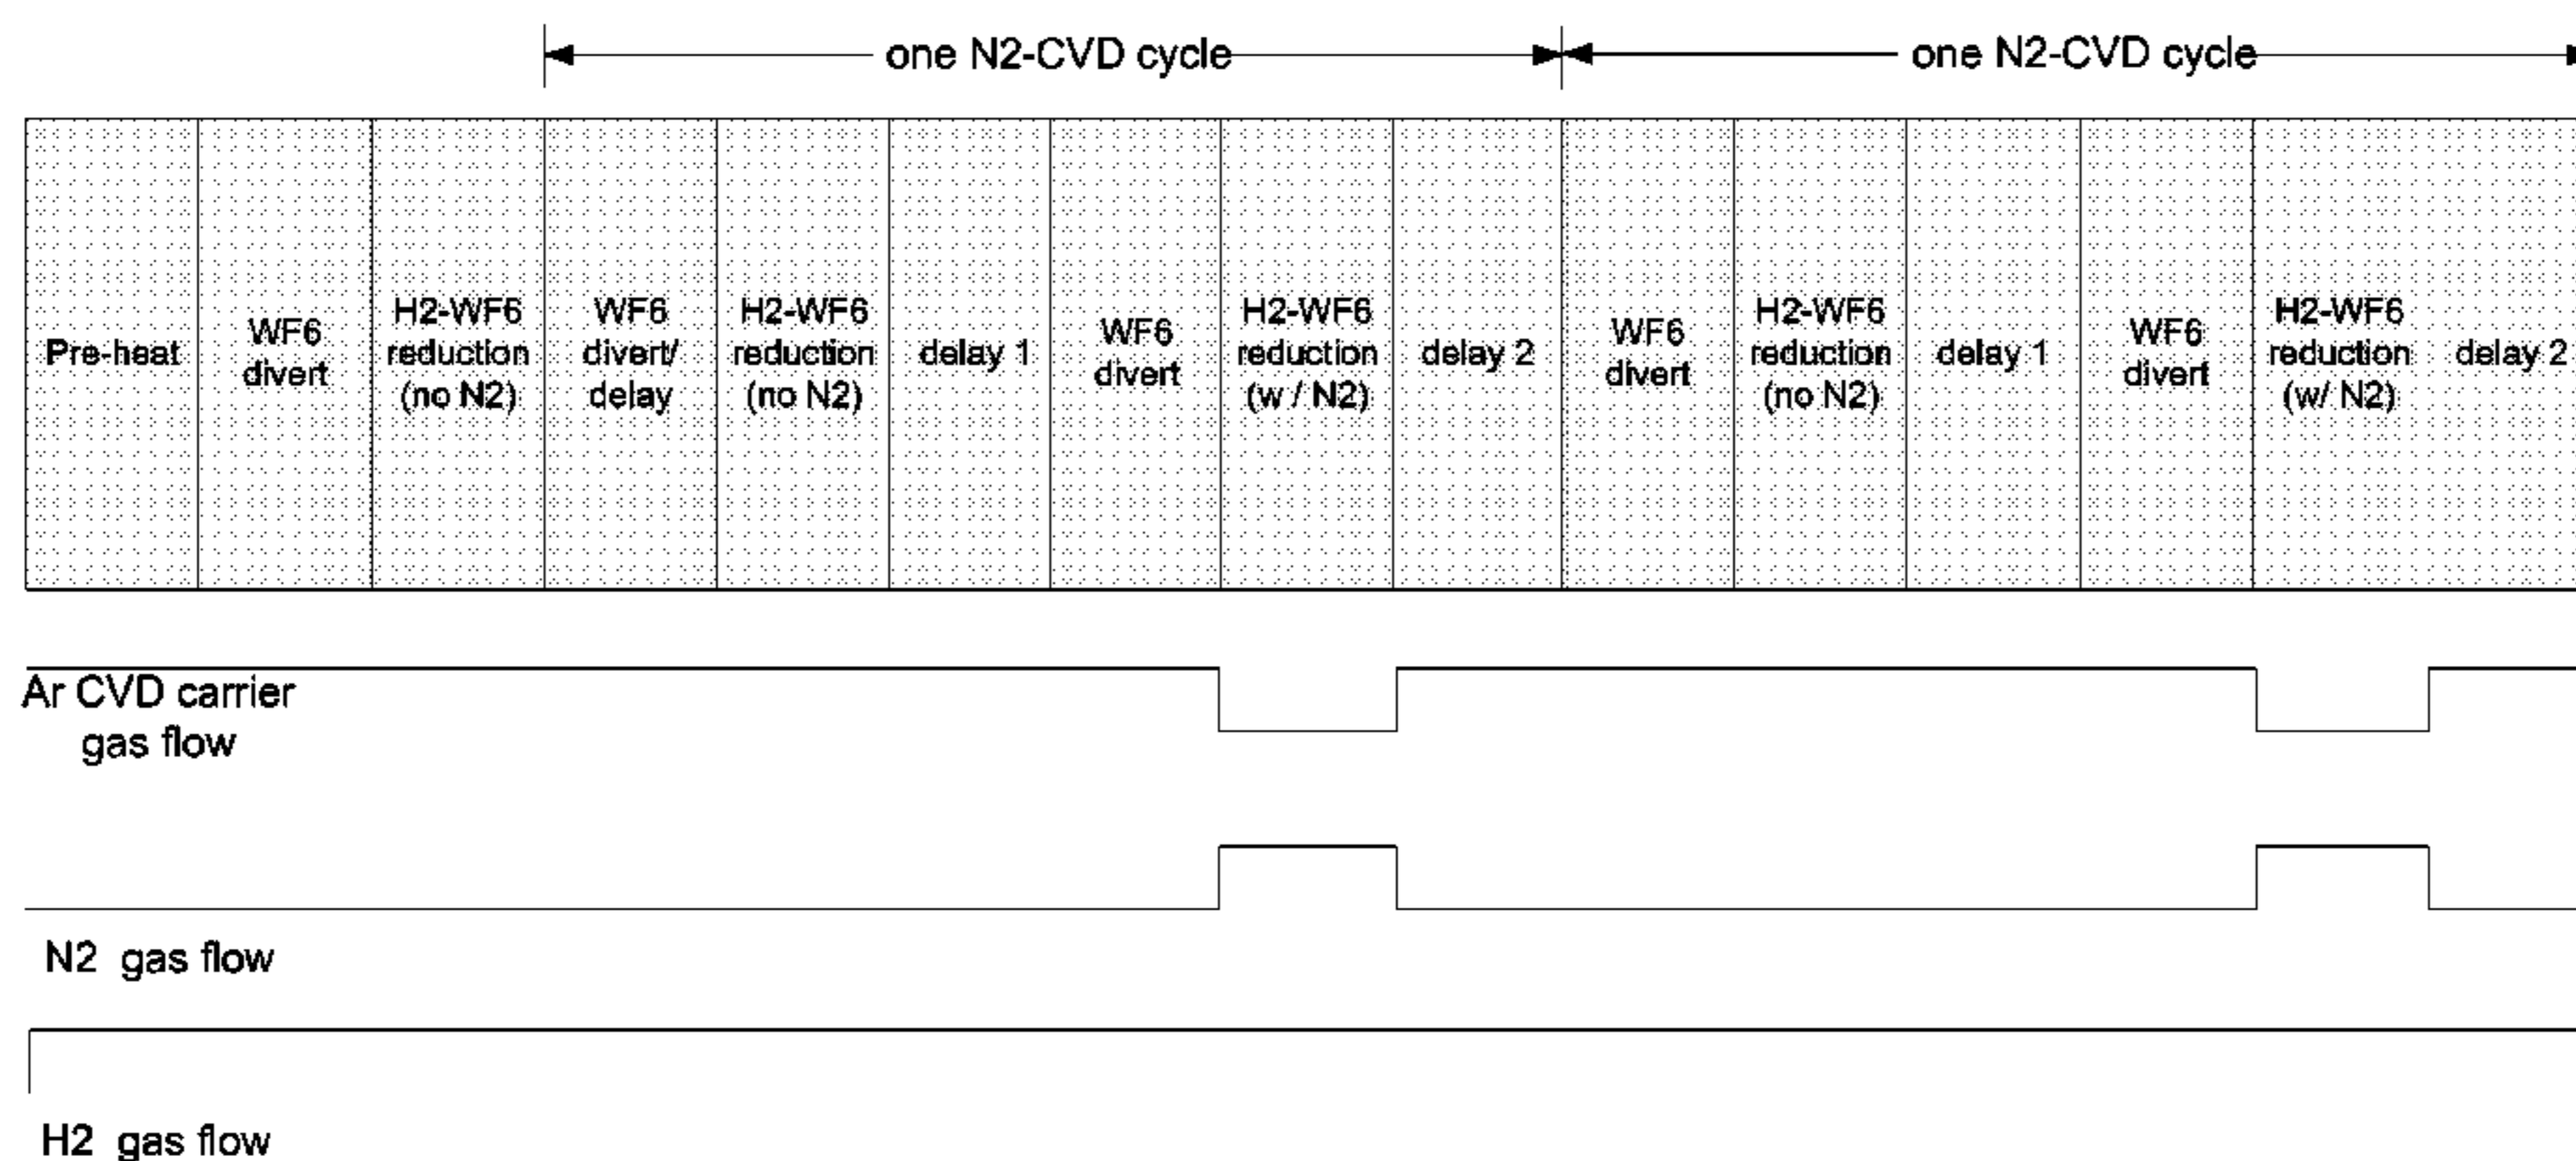 one N2-CVD cycle
one N2-CVD cycle
Pre-heat
WF6
divert
H2-WF6
reduction
(no N2)
WF6
divert/
delay
H2-WF6
reduction
(no N2)
delay 1
WF6
divert
H2-WF6
reduction
(w / N2)
delay 2
WF6
divert
H2-WF6
reduction
(no N2)
delay 1
WF6
divert
H2-WF6
reduction
(w/ N2)
delay 2
Ar CVD carrier
gas flow
N2 gas flow
H2 gas flow